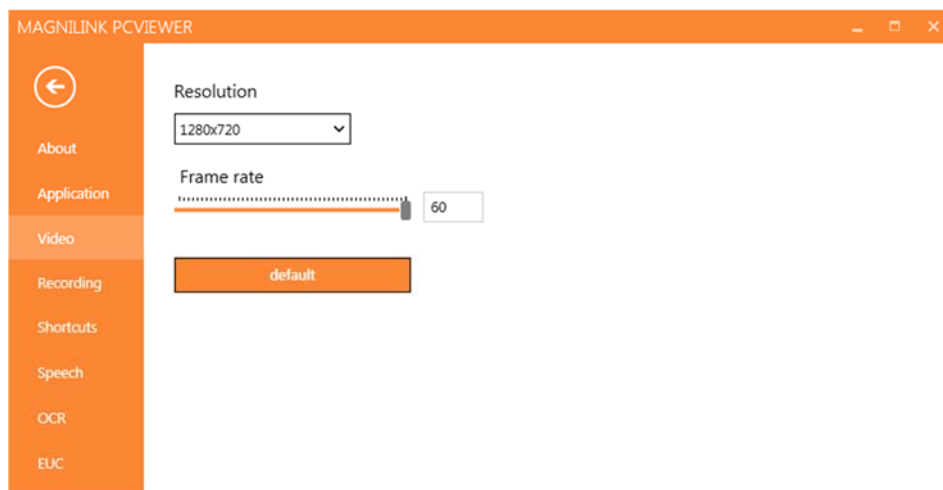 MAGNILINK PCVIEWER
About
Application
Video
Recording
Shortcuts
Speech
OCR
EUC
Resolution
1280x720
Frame rate
60
default